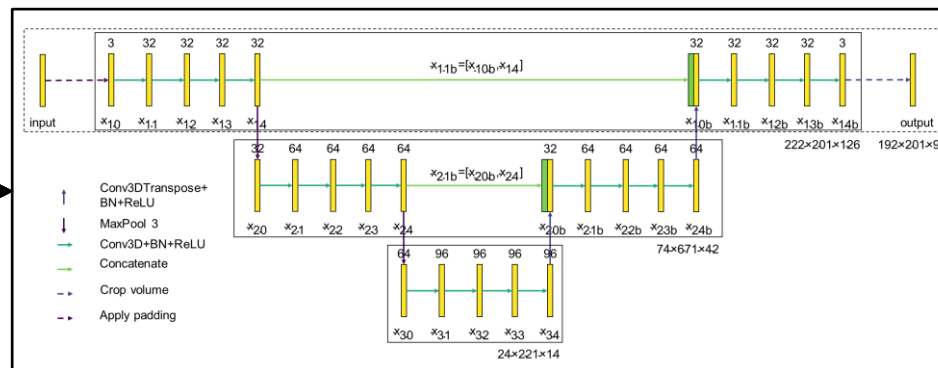 3 32 32 32 32 32 32 32 32 3
x1.1b=[x10b,x14]
input x10 x11 x12 x13 x14 x10b x1.1b x12b x13b x14b output
222×201×126 192×201×9
32 64 64 64 64 32 64 64 64 64
x21b=[x20b,x24]
x20 x21 x22 x23 x24 x20b x21b x22b x23b x24b
74×671×42
64 96 96 96 96
x30 x31 x32 x33 x34
24×221×14
Conv3DTranspose+
BN+ReLU
MaxPool 3
Conv3D+BN+ReLU
Concatenate
Crop volume
Apply padding